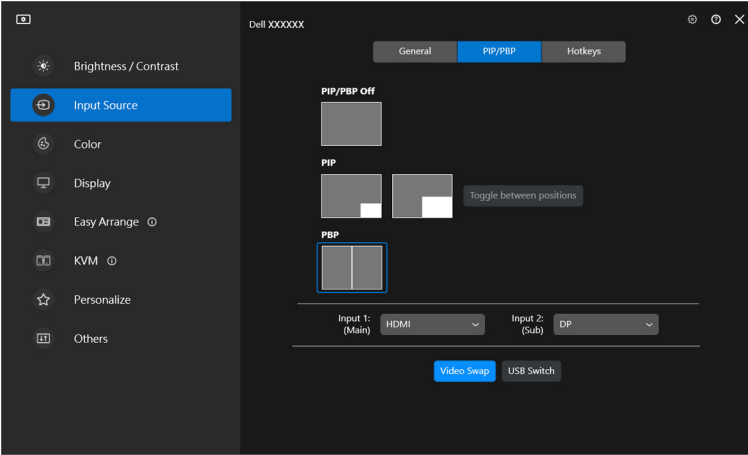 Dell XXXXXX
General
PIP/PBP
Hotkeys
Brightness / Contrast
Input Source
Color
Display
Easy Arrange
KVM
Personalize
Others
PIP/PBP Off
PIP
Toggle between positions
PBP
Input 1:
(Main)
HDMI
Input 2:
(Sub)
DP
Video Swap
USB Switch